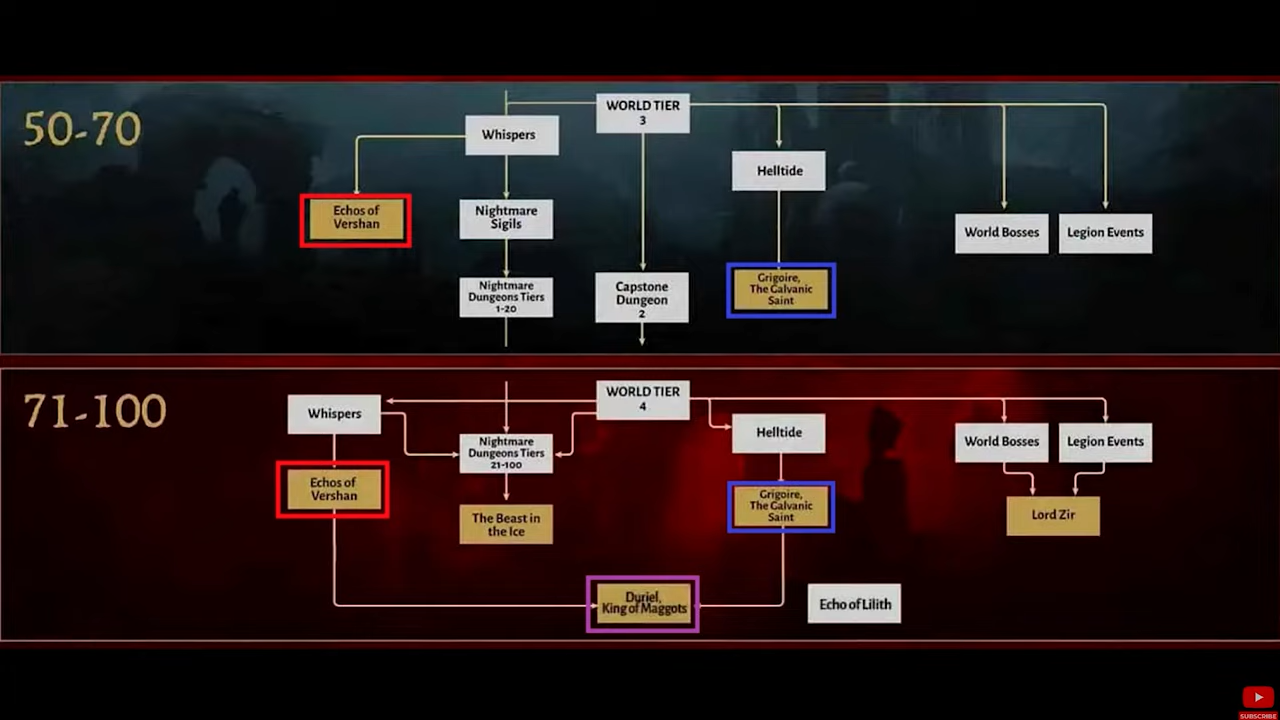 50-70
WORLD TIER
3
Whispers
Helltide
Echos of
Vershan
Nightmare
Sigils
World Bosses
Legion Events
Nightmare
Dungeons Tiers
1-20
Capstone
Dungeon
2
Grigoire,
The Galvanic
Saint
71-100
WORLD TIER
4
Whispers
Nightmare
Dungeons Tiers
21-100
Helltide
World Bosses
Legion Events
Echos of
Vershan
The Beast in
the Ice
Grigoire,
The Galvanic
Saint
Lord Zir
Duriel,
King of Maggots
Echo of Lilith
SUBSCRIBE